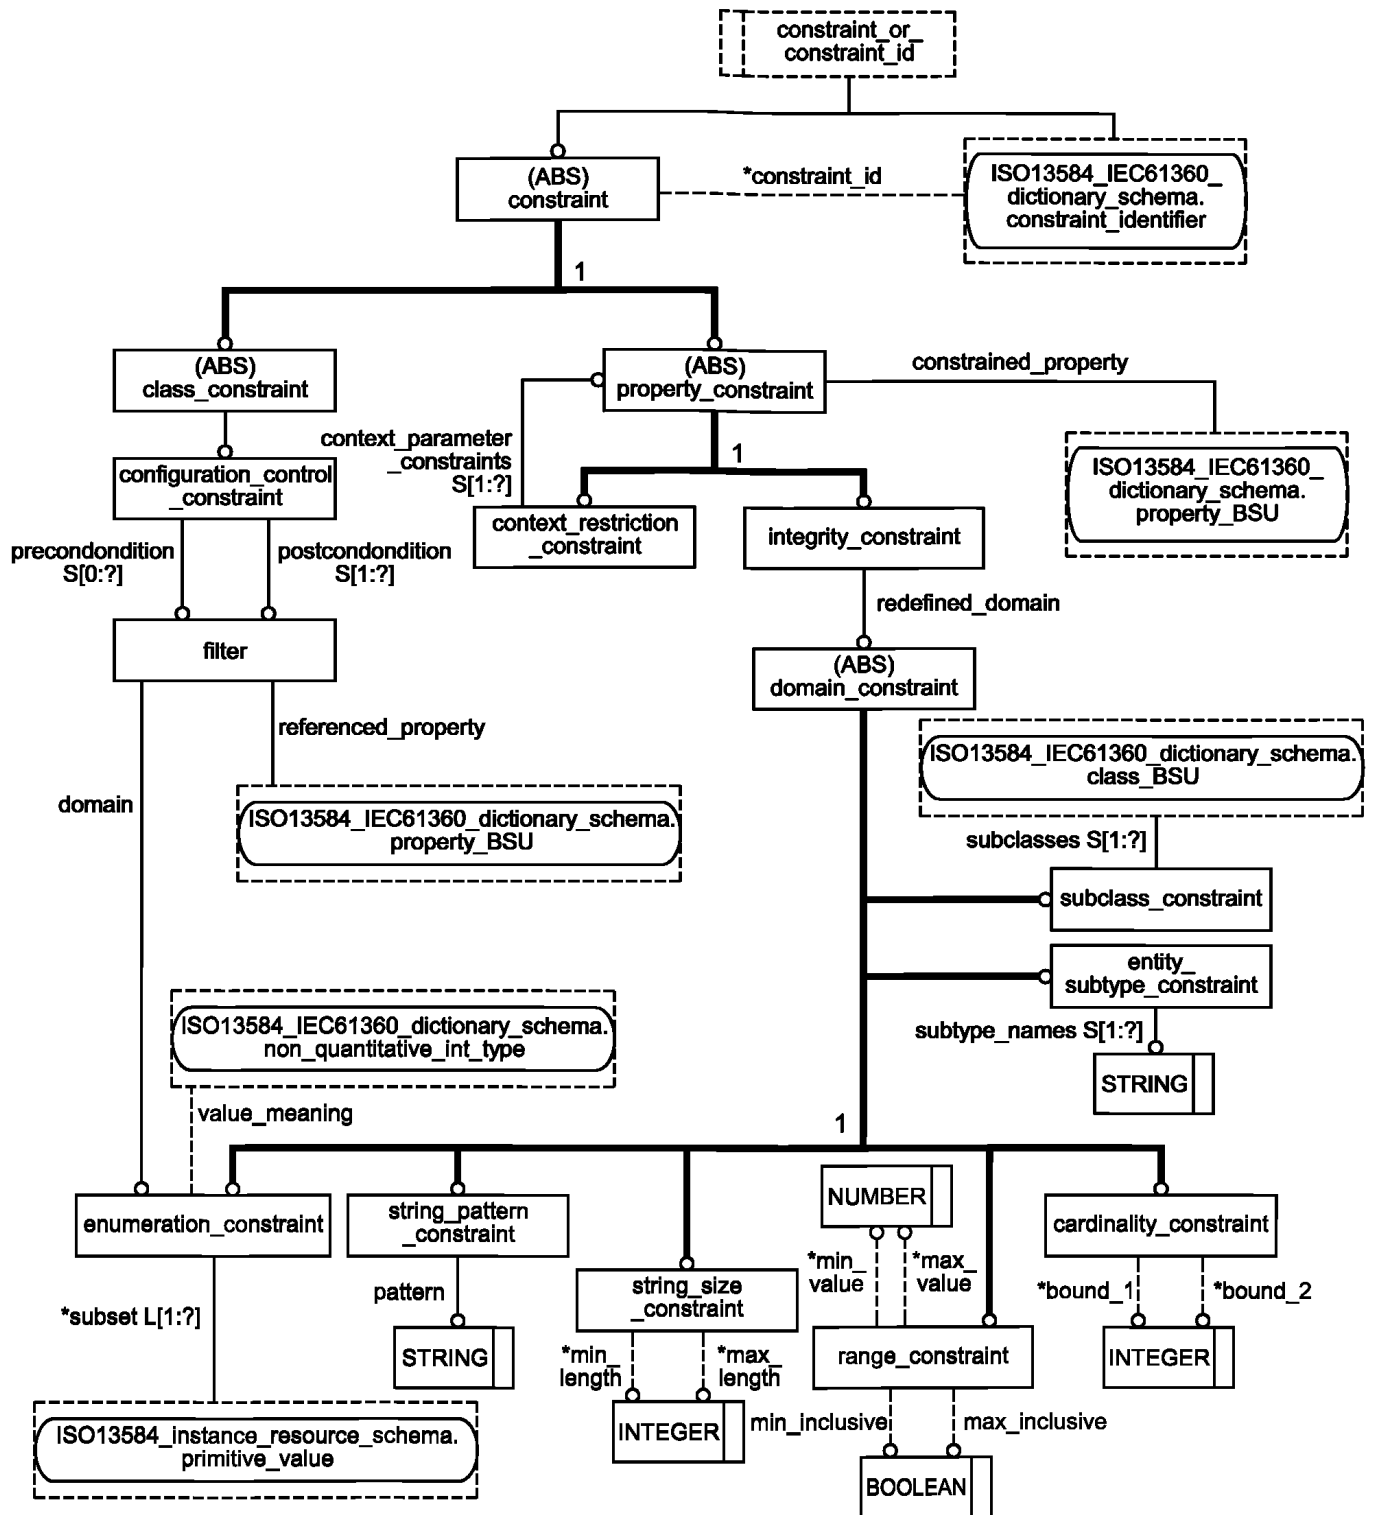 constraint_or_
constraint_id
(ABS)
constraint
*constraint_id
ISO13584_IEC61360_
dictionary_schema.
constraint_identifier
1
(ABS)
class_constraint
(ABS)
property_constraint
constrained_property
context_parameter
_constraints
S[1:?]
1
configuration_control
_constraint
ISO13584_IEC61360_
dictionary_schema.
property_BSU
context_restriction
_constraint
integrity_constraint
precondondition
S[0:?]
postcondondition
S[1:?]
redefined_domain
filter
(ABS)
domain_constraint
referenced_property
ISO13584_IEC61360_dictionary_schema.
class_BSU
domain
ISO13584_IEC61360_dictionary_schema.
property_BSU
subclasses S[1:?]
subclass_constraint
entity_
subtype_constraint
ISO13584_IEC61360_dictionary_schema.
non_quantitative_int_type
subtype_names S[1:?]
STRING
value_meaning
1
enumeration_constraint
string_pattern
_constraint
NUMBER
cardinality_constraint
*min_
value
*max_
value
string_size
_constraint
pattern
*subset L[1:?]
*bound_1
*bound_2
STRING
*min_
length
*max_
length
range_constraint
INTEGER
INTEGER
min_inclusive
max_inclusive
ISO13584_instance_resource_schema.
primitive_value
BOOLEAN